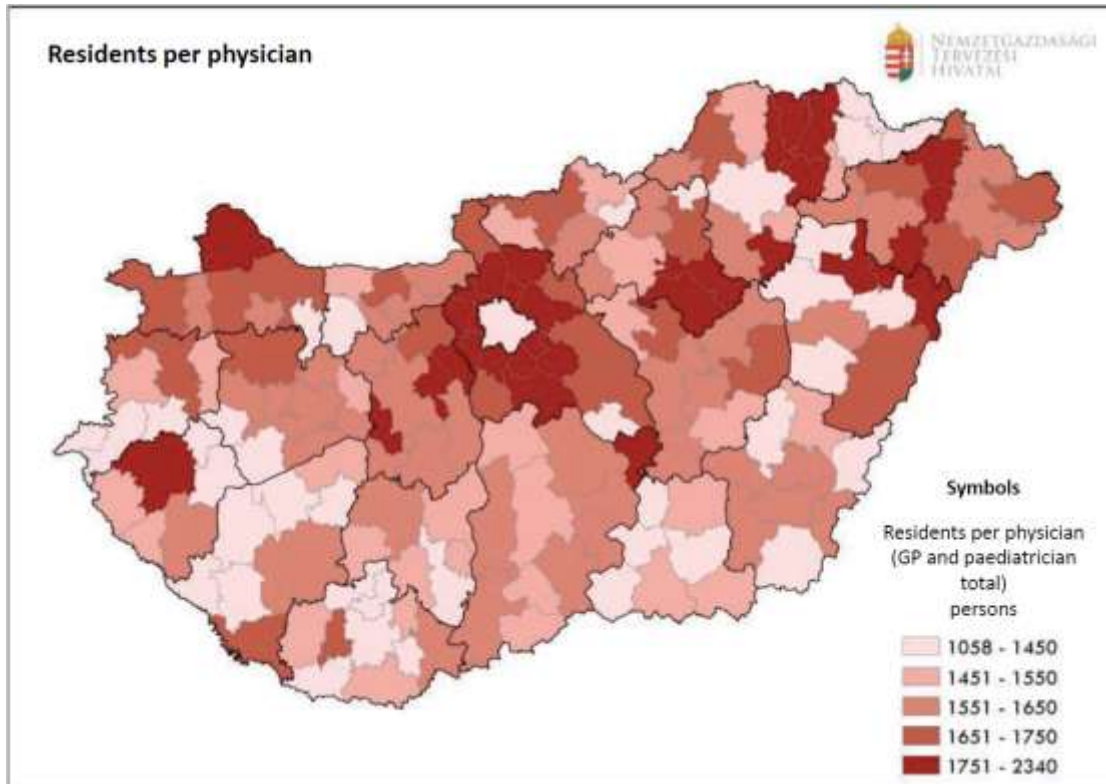 Residents per physician
NEMZETGAZDASÁGI
TERVEZÉSI
HIVATAL
Symbols
Residents per physician
(GP and paediatrician
total)
persons
1058 - 1450
1451 - 1550
1551 - 1650
1651 - 1750
1751 - 2340